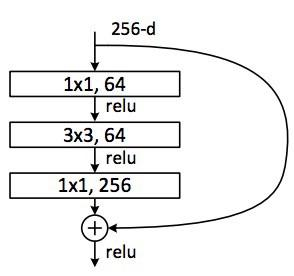 256-d
1x1, 64
relu
3x3, 64
relu
1x1, 256
+
relu